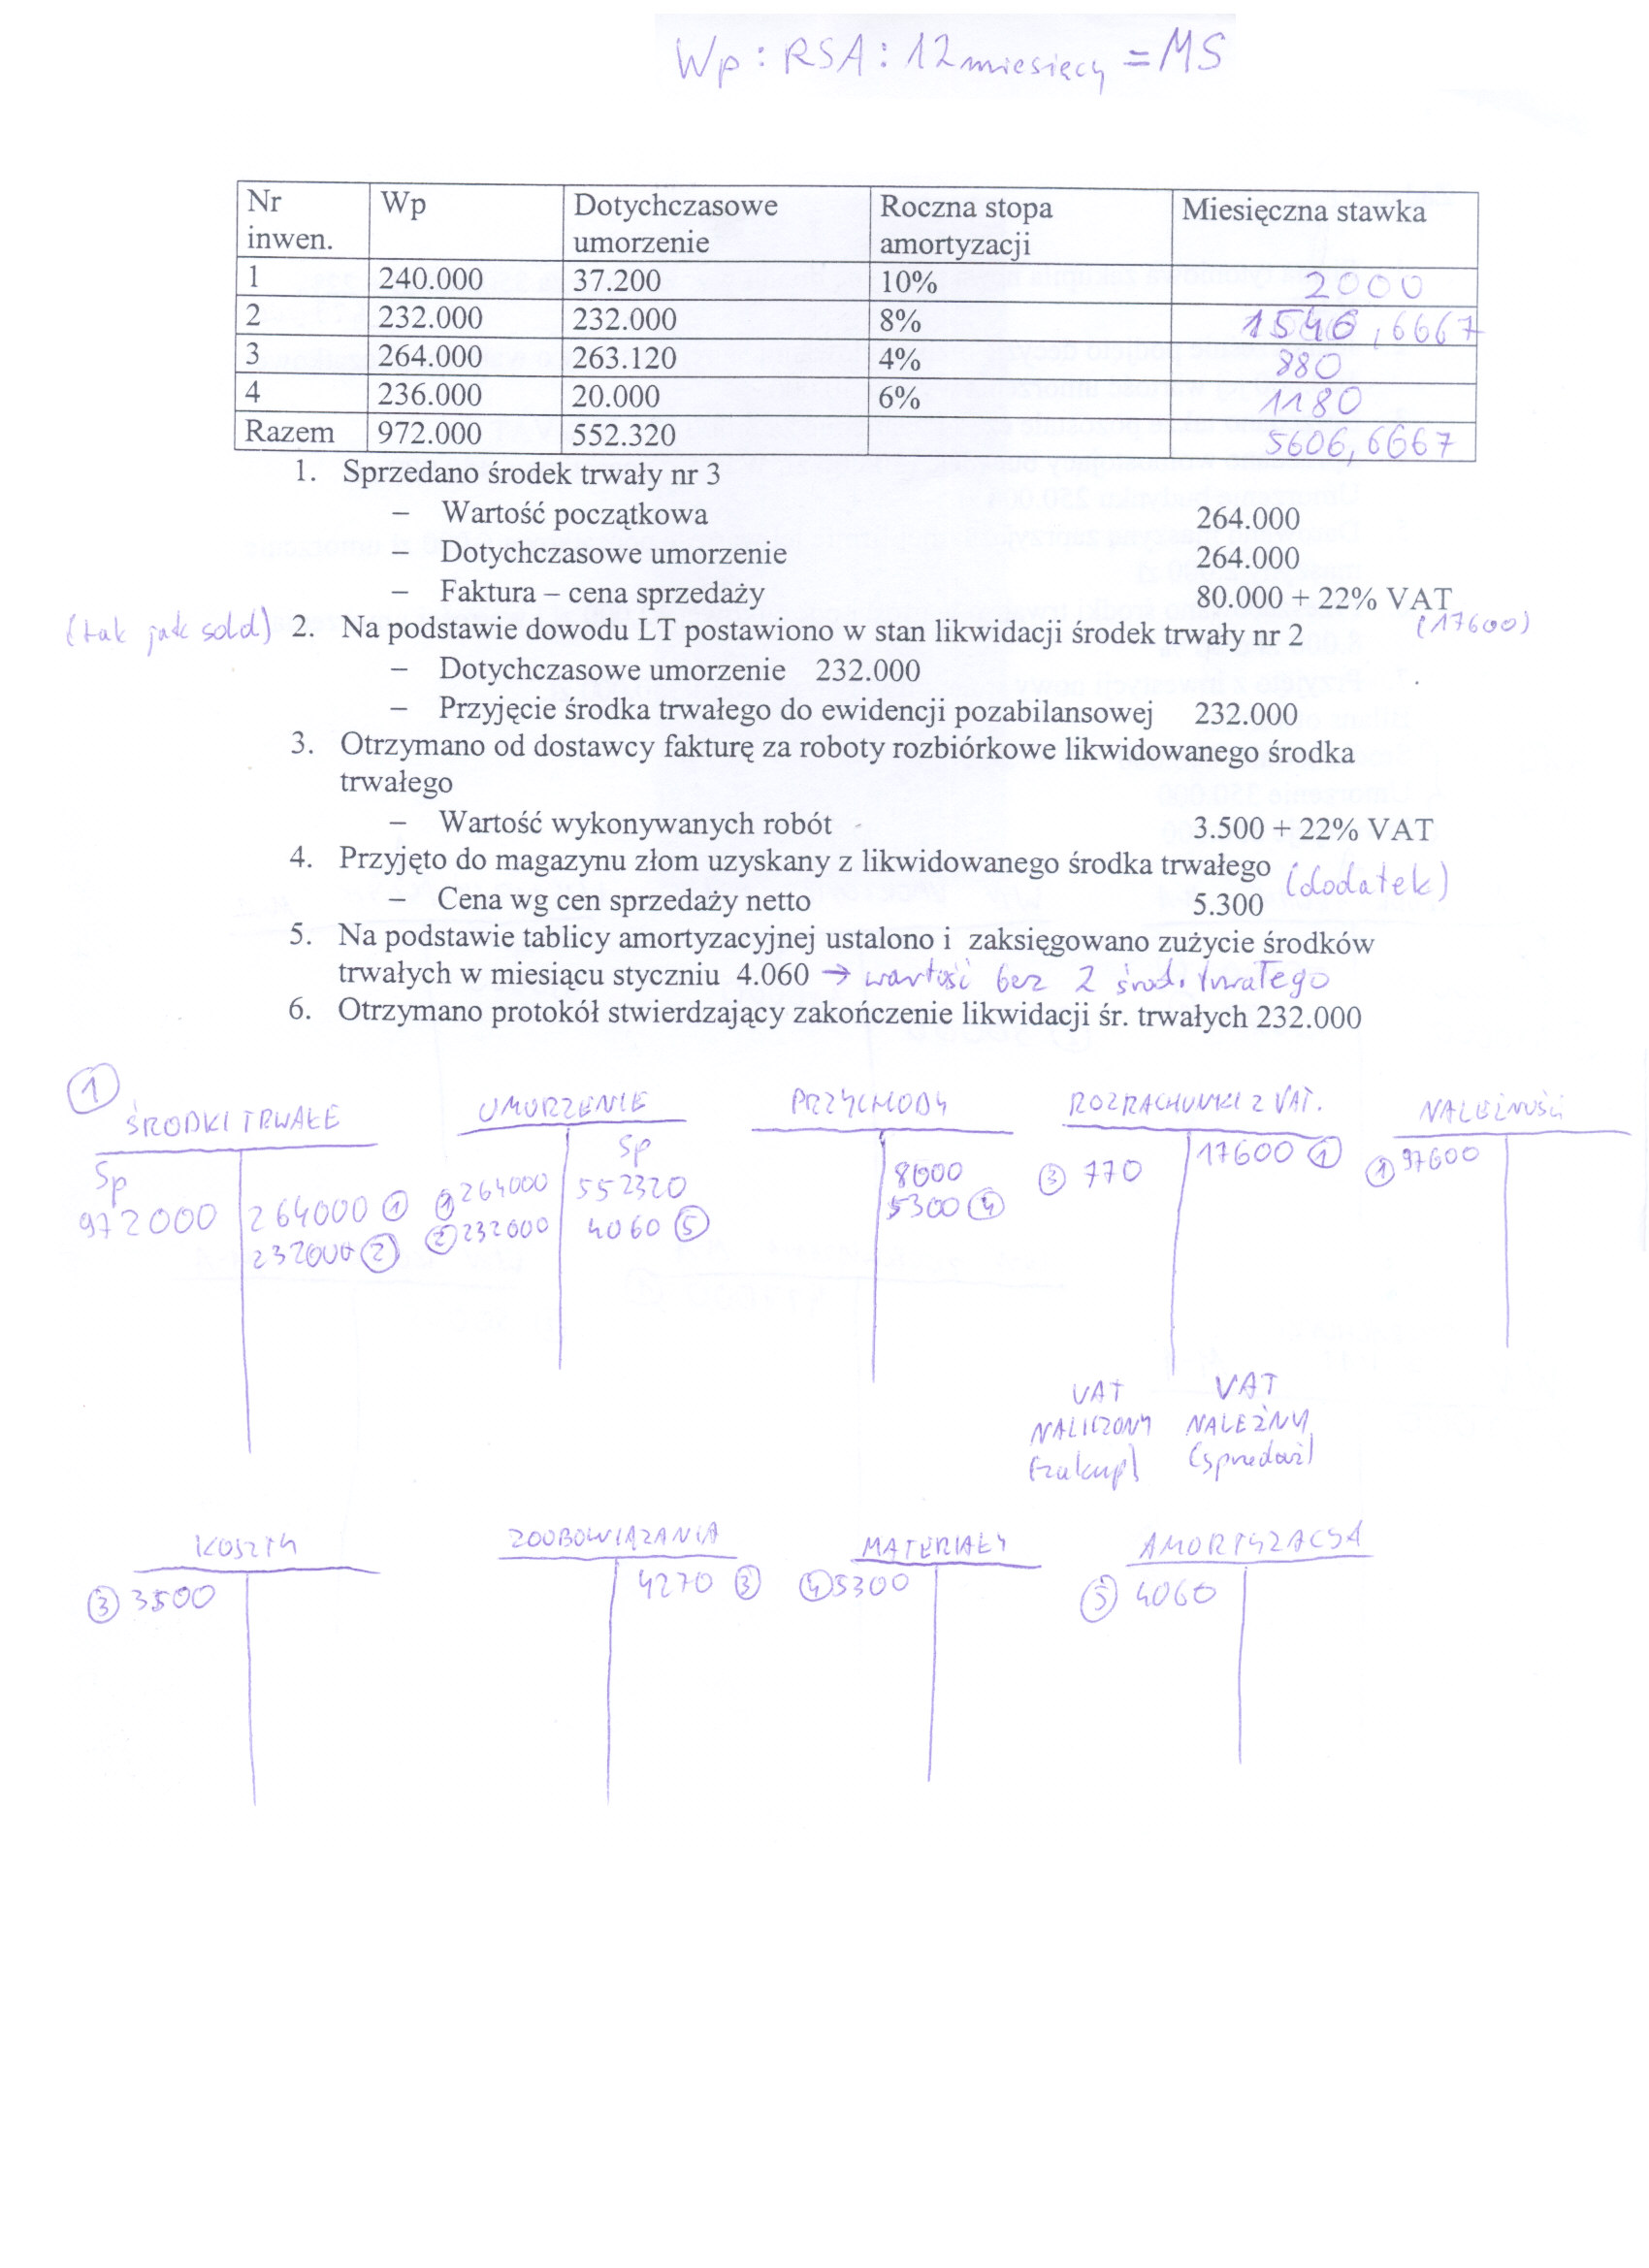 Wp : RSA : 12 miesięcy = MS
Nr inwen. Wp Dotychczasowe umorzenie Roczna stopa amortyzacji Miesięczna stawka
1 240.000 37.200 10% 2000
2 232.000 232.000 8% 1546,6667
3 264.000 263.120 4% 880
4 236.000 20.000 6% 1180
Razem 972.000 552.320 5606,6667
1. Sprzedano środek trwały nr 3
– Wartość początkowa 264.000
– Dotychczasowe umorzenie 264.000
– Faktura – cena sprzedaży 80.000 + 22% VAT
(tak jak sold) 2. Na podstawie dowodu LT postawiono w stan likwidacji środek trwały nr 2 (17600)
– Dotychczasowe umorzenie 232.000
– Przyjęcie środka trwałego do ewidencji pozabilansowej 232.000
3. Otrzymano od dostawcy fakturę za roboty rozbiórkowe likwidowanego środka
trwałego
– Wartość wykonywanych robót - 3.500 + 22% VAT
4. Przyjęto do magazynu złom uzyskany z likwidowanego środka trwałego (dodatek)
– Cena wg cen sprzedaży netto 5.300
5. Na podstawie tablicy amortyzacyjnej ustalono i zaksięgowano zużycie środków
trwałych w miesiącu styczniu 4.060 → wartość bez 2 środ. trwałego
6. Otrzymano protokół stwierdzający zakończenie likwidacji śr. trwałych 232.000
①
ŚRODKI TRWAŁE UMORZENIE PRZYCHODY ROZRACHUNKI Z VAT. NALEŻNOŚCI
Sp Sp 17600 ① ① 97600
972000 264000 ① ① 264000 552320 8000 ③ 770
232000 ② ② 232000 4060 ⑤ 5300 ④
VAT VAT
NALICZONY NALEŻNY
(zakup) (sprzedaż)
KOSZTY ZOOBOWIĄZANIA MATERIAŁY AMORTYZACJA
③ 3500 4270 ③ ④ 5300 ⑤ 4060